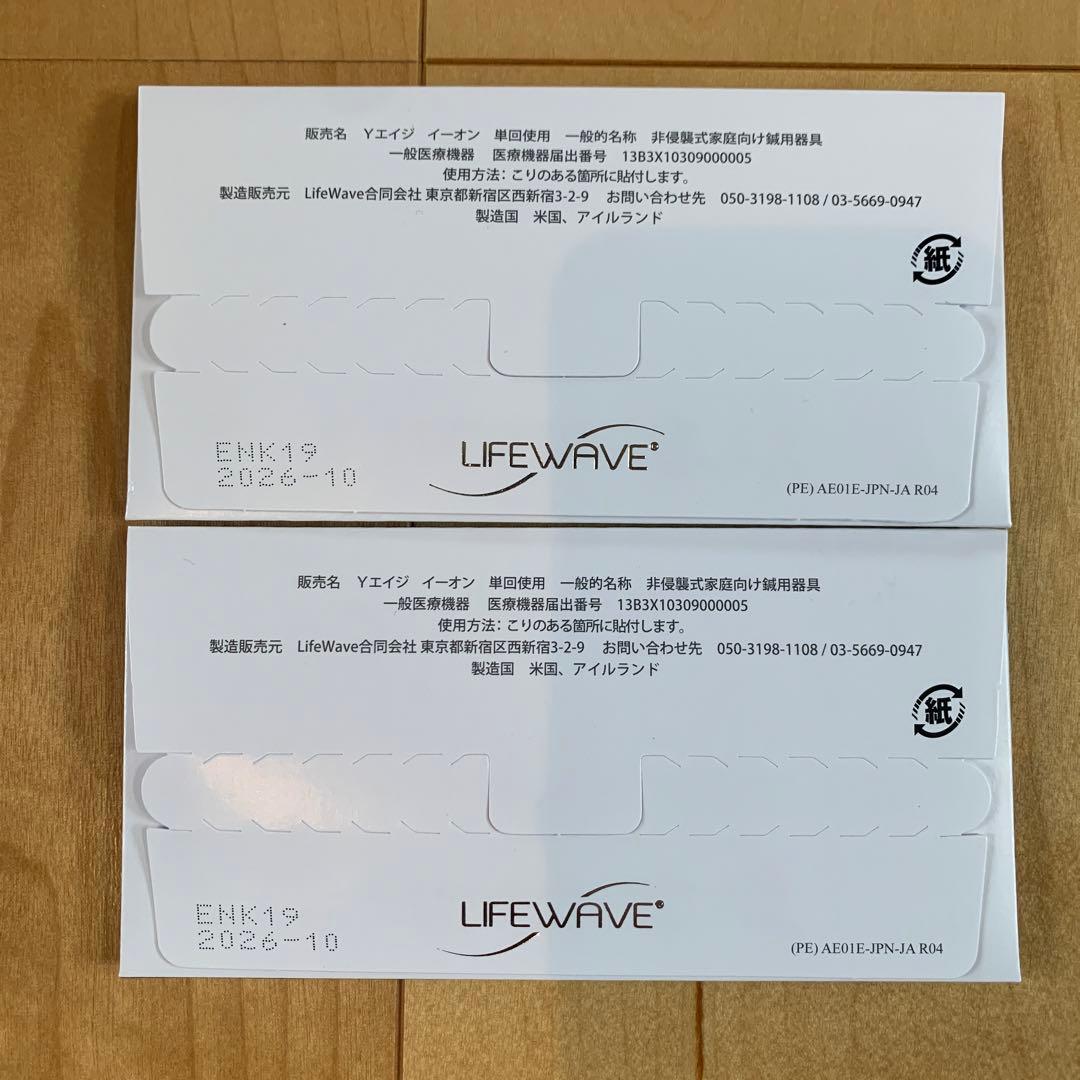 販売名 Yエイジ イーオン 単回使用 一般的名称 非侵襲式家庭向け鍼用器具
一般医療機器 医療機器届出番号 13B3X10309000005
使用方法：こりのある箇所に貼付します。
製造販売元 LifeWave合同会社 東京都新宿区西新宿3-2-9 お問い合わせ先 050-3198-1108 / 03-5669-0947
製造国 米国、アイルランド
紙
ENK19
2026-10
LIFEWAVE®
(PE) AE01E-JPN-JA R04
販売名 Yエイジ イーオン 単回使用 一般的名称 非侵襲式家庭向け鍼用器具
一般医療機器 医療機器届出番号 13B3X10309000005
使用方法：こりのある箇所に貼付します。
製造販売元 LifeWave合同会社 東京都新宿区西新宿3-2-9 お問い合わせ先 050-3198-1108 / 03-5669-0947
製造国 米国、アイルランド
紙
ENK19
2026-10
LIFEWAVE®
(PE) AE01E-JPN-JA R04